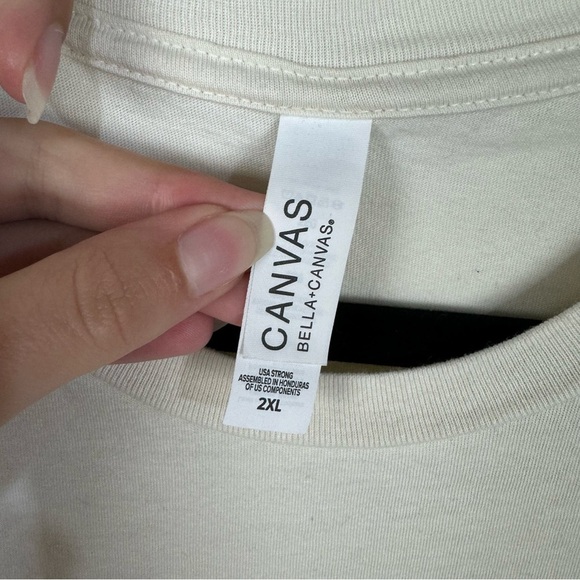 CANVAS
BELLA+CANVAS®
USA STRONG
ASSEMBLED IN HONDURAS
OF US COMPONENTS
2XL